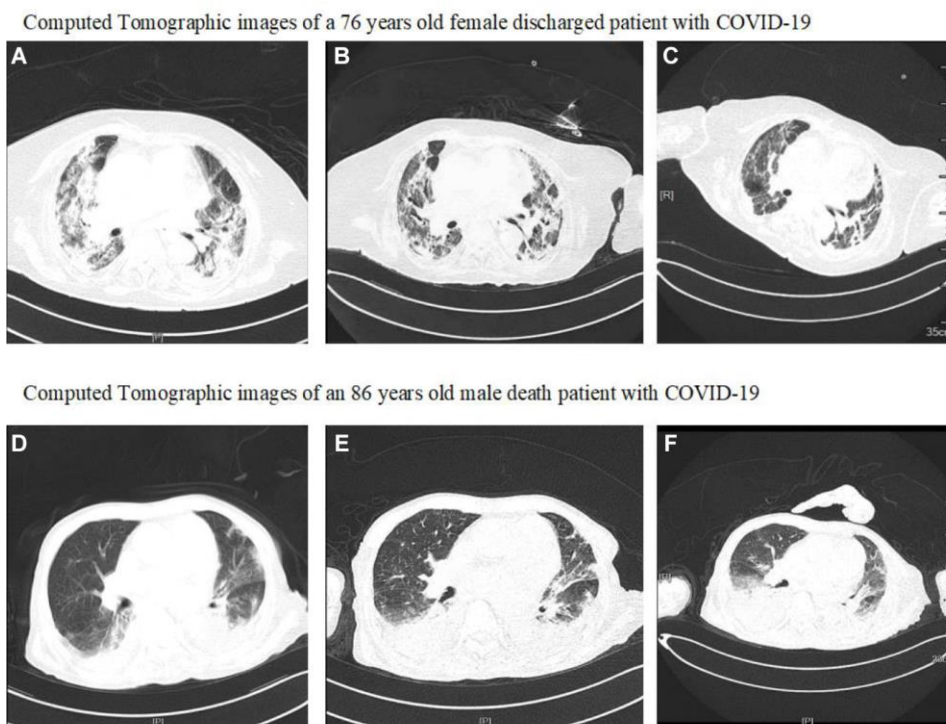 Computed Tomographic images of a 76 years old female discharged patient with COVID-19
A
B
C
[R]
[P]
35cm
Computed Tomographic images of an 86 years old male death patient with COVID-19
D
E
F
[P]
[P]
[P]